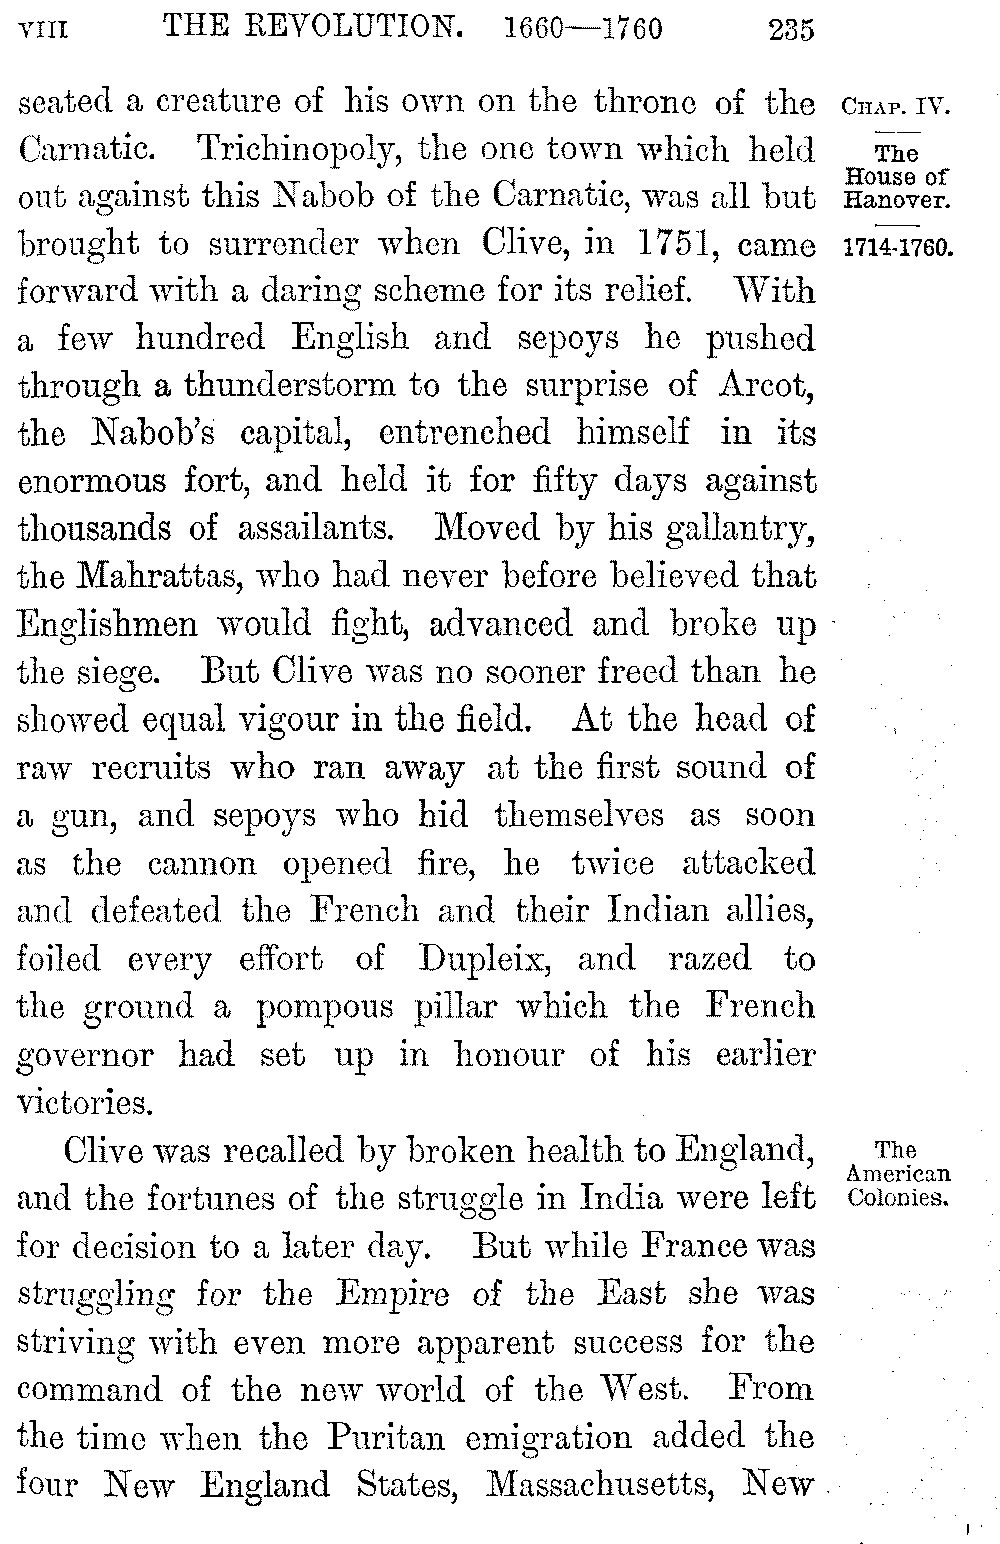 VIII THE REVOLUTION. 1660—1760 235
seated a creature of his own on the throne of the
Carnatic. Trichinopoly, the one town which held
out against this Nabob of the Carnatic, was all but
brought to surrender when Clive, in 1751, came
forward with a daring scheme for its relief. With
a few hundred English and sepoys he pushed
through a thunderstorm to the surprise of Arcot,
the Nabob's capital, entrenched himself in its
enormous fort, and held it for fifty days against
thousands of assailants. Moved by his gallantry,
the Mahrattas, who had never before believed that
Englishmen would fight, advanced and broke up
the siege. But Clive was no sooner freed than he
showed equal vigour in the field. At the head of
raw recruits who ran away at the first sound of
a gun, and sepoys who hid themselves as soon
as the cannon opened fire, he twice attacked
and defeated the French and their Indian allies,
foiled every effort of Dupleix, and razed to
the ground a pompous pillar which the French
governor had set up in honour of his earlier
victories.
Clive was recalled by broken health to England,
and the fortunes of the struggle in India were left
for decision to a later day. But while France was
struggling for the Empire of the East she was
striving with even more apparent success for the
command of the new world of the West. From
the time when the Puritan emigration added the
four New England States, Massachusetts, New
CHAP. IV.
The
House of
Hanover.
1714-1760.
The
American
Colonies.